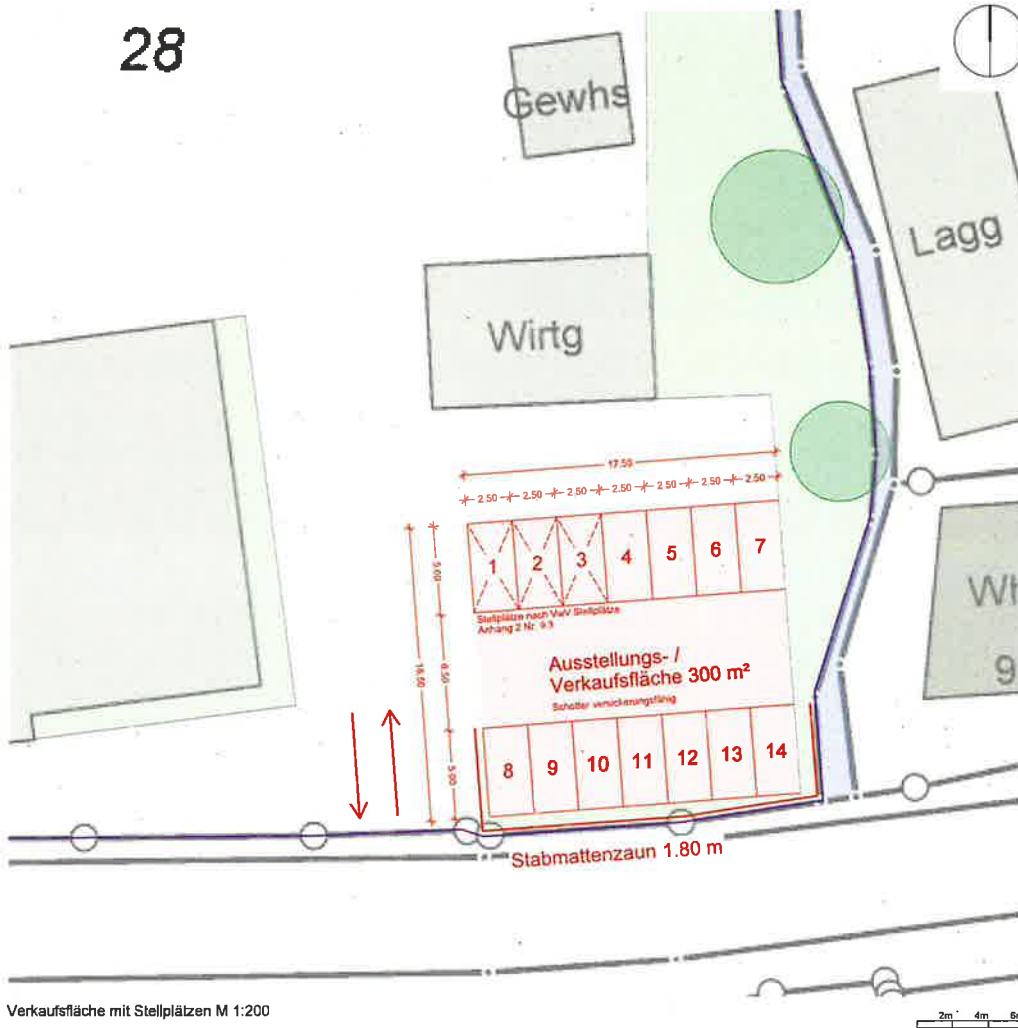 28
Gewhs
Lagg
Wirtg
17.50
2.50 2.50 2.50 2.50 2.50 2.50 2.50
1 2 3 4 5 6 7
5.00
Stellplätze nach VwV Stellplätze
Anhang 2 Nr. 9.3
Wh
9
Ausstellungs- /
Verkaufsfläche 300 m²
Schotter versickerungsfähig
16.50
6.50
5.00
8 9 10 11 12 13 14
Stabmattenzaun 1.80 m
Verkaufsfläche mit Stellplätzen M 1:200
2m 4m 6m